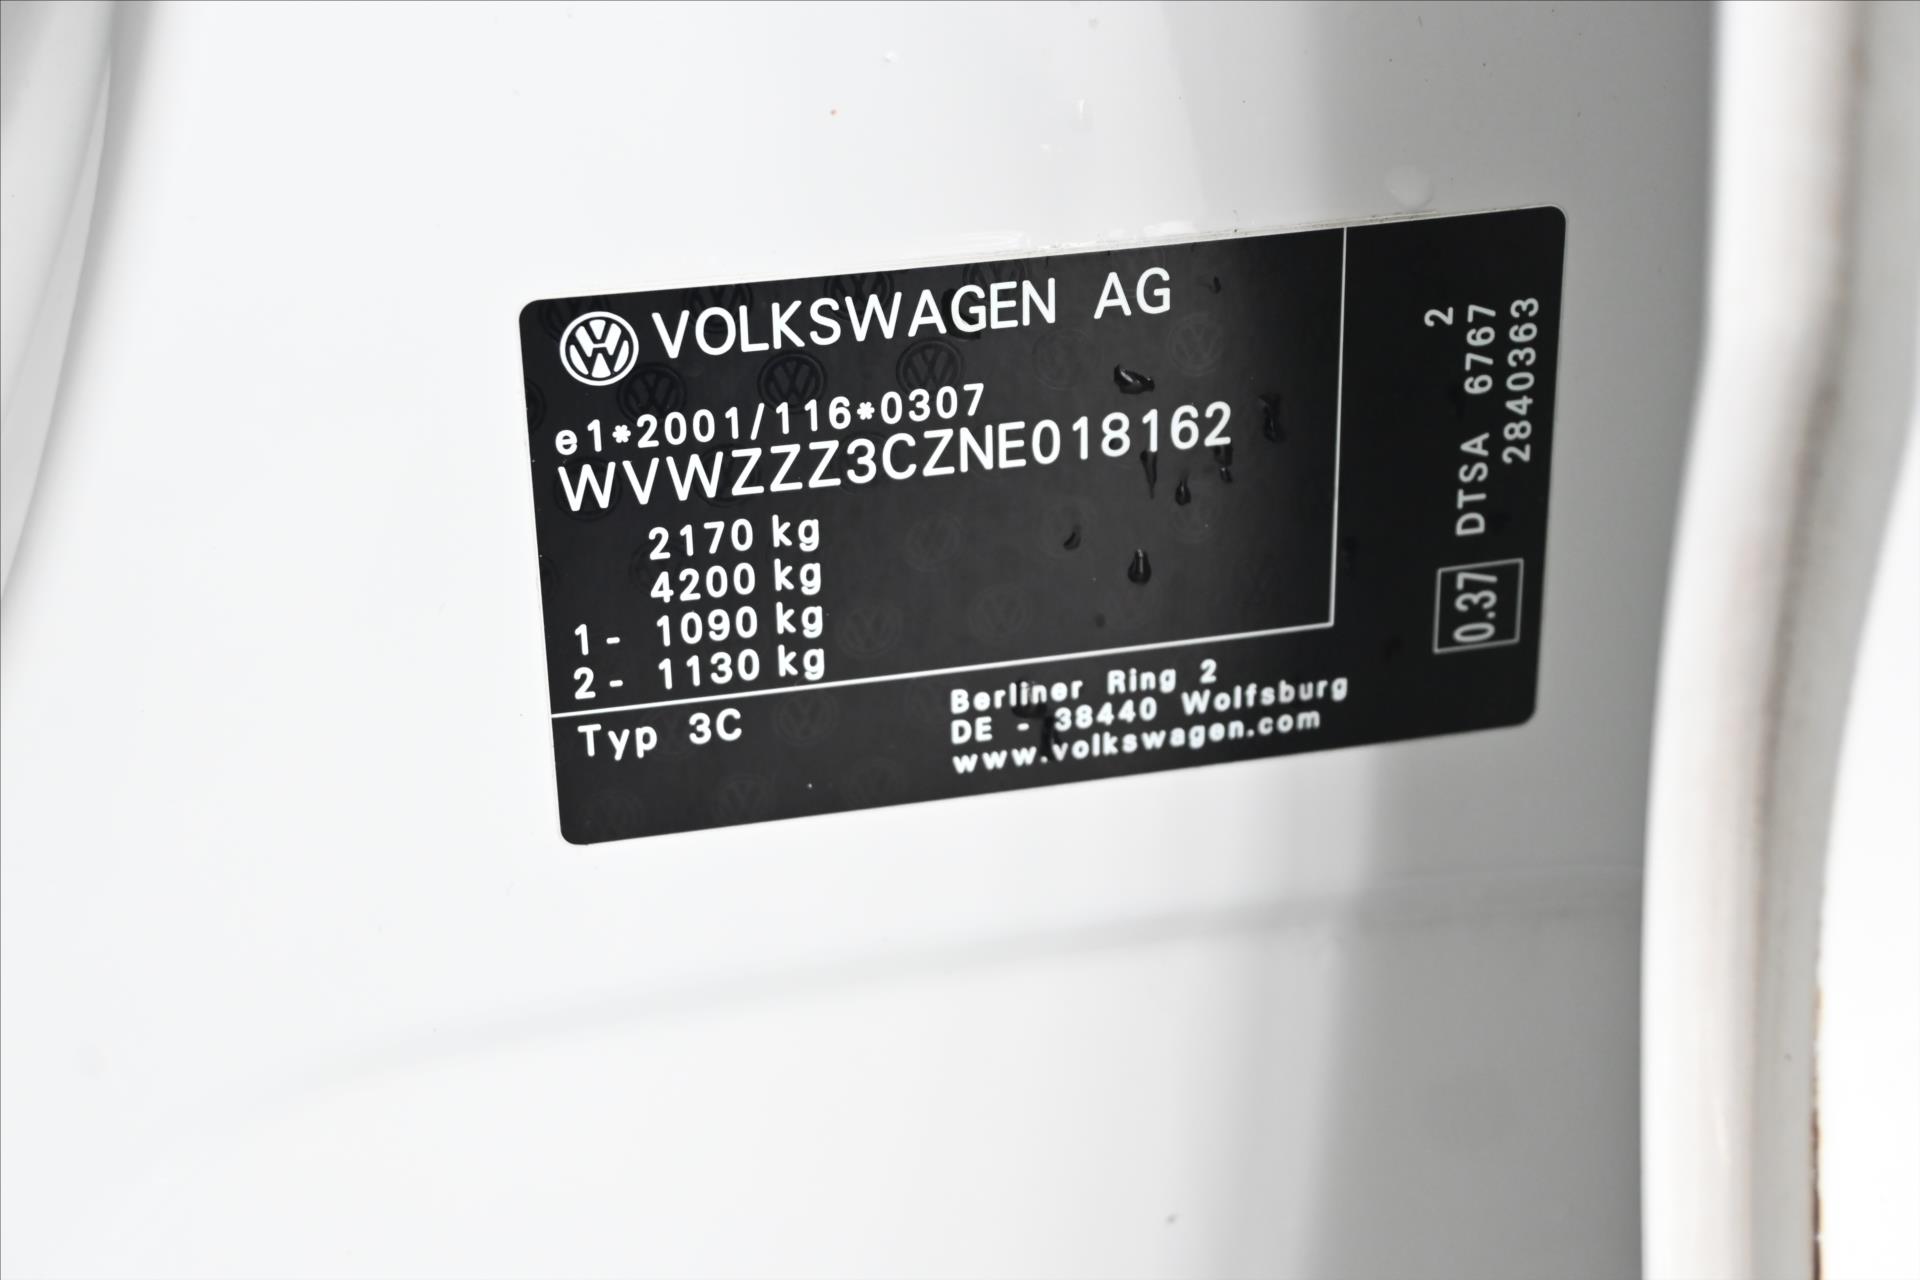 VOLKSWAGEN AG
e1*2001/116*0307
WVWZZZ3CZNE018162
2170 kg
4200 kg
1- 1090 kg
2- 1130 kg
Typ 3C
Berliner Ring 2
DE - 38440 Wolfsburg
www.volkswagen.com
2
0.37 DTSA 6767
2840363